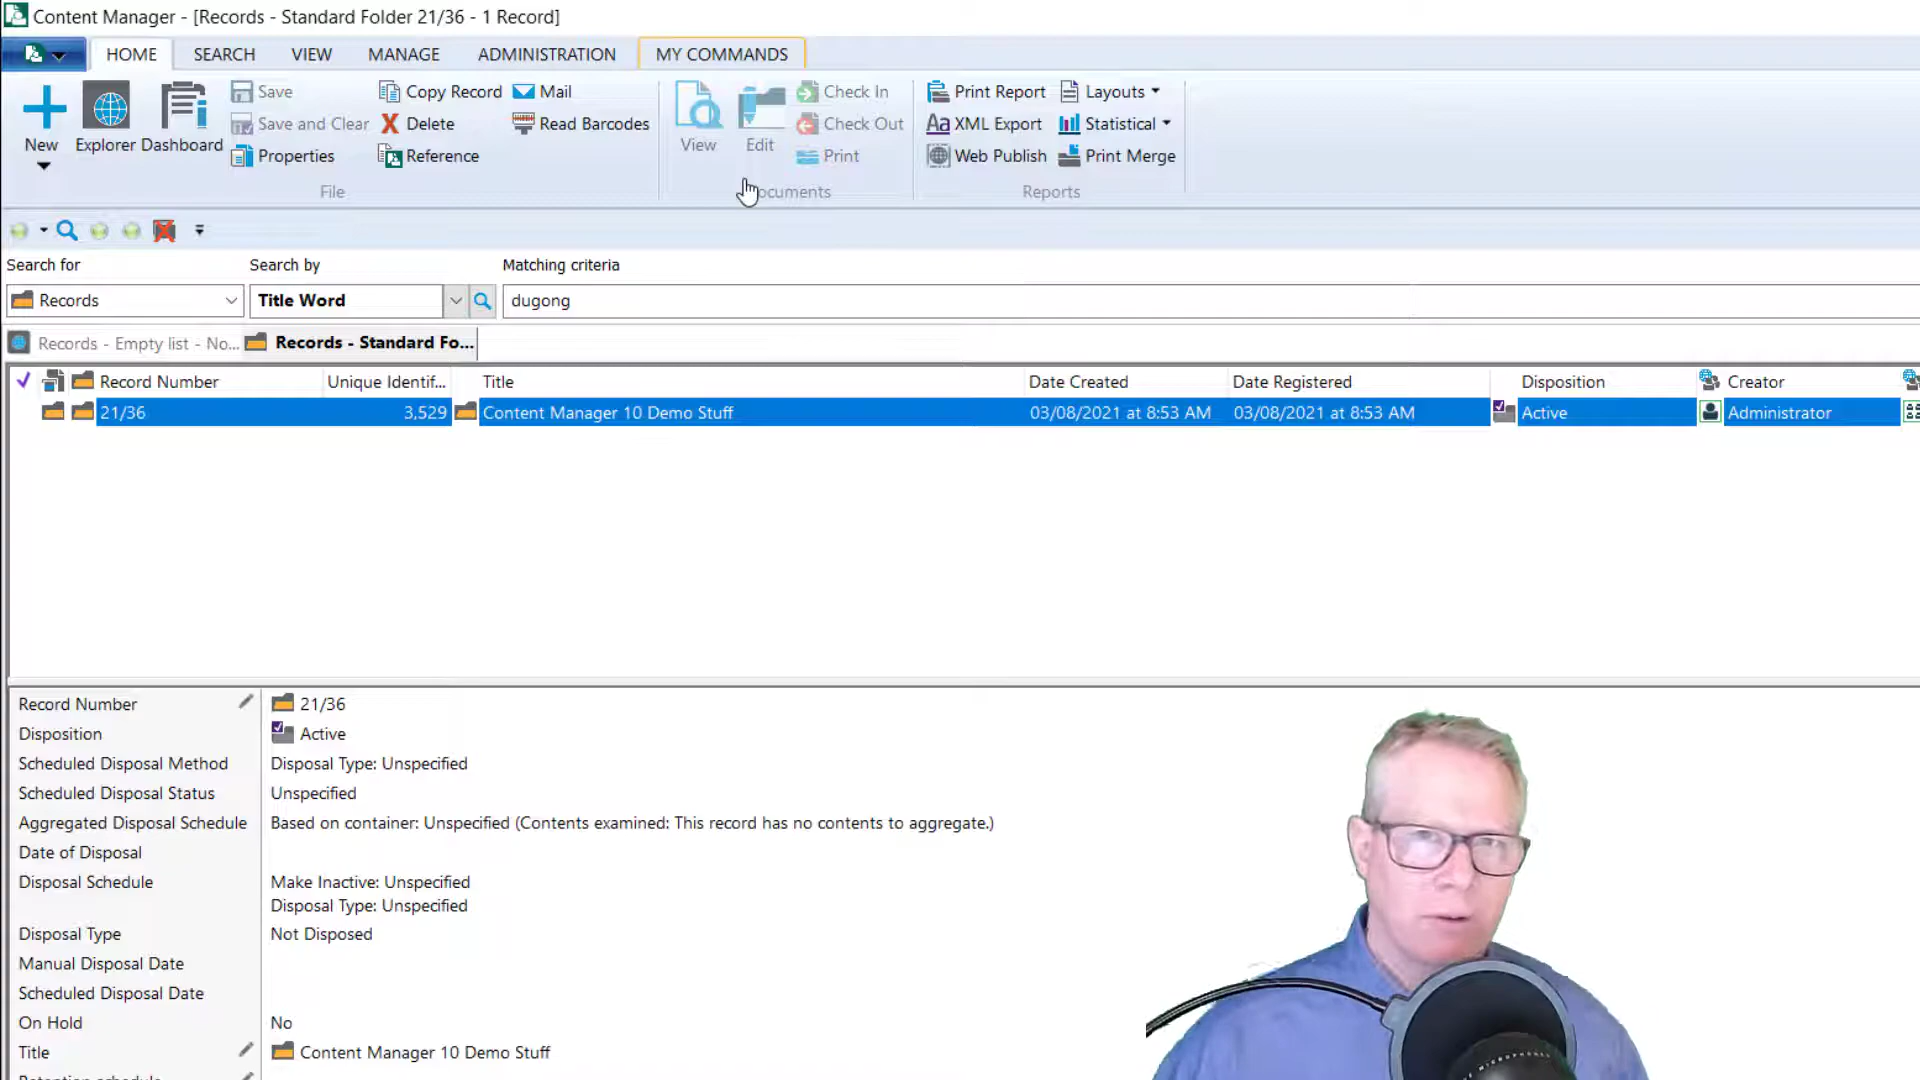 Content Manager - [Records - Standard Folder 21/36 - 1 Record]
HOME SEARCH VIEW MANAGE ADMINISTRATION MY COMMANDS
Save Copy Record Mail Check In Print Report Layouts
Save and Clear Delete Read Barcodes Check Out XML Export Statistical
New Explorer Dashboard View Edit
Properties Reference Print Web Publish Print Merge
File ocuments Reports
Search for Search by Matching criteria
Records Title Word dugong
Records - Empty list - No... Records - Standard Fo...
Record Number Unique Identif... Title Date Created Date Registered Disposition Creator
21/36 3,529 Content Manager 10 Demo Stuff 03/08/2021 at 8:53 AM 03/08/2021 at 8:53 AM Active Administrator
Record Number 21/36
Disposition Active
Scheduled Disposal Method Disposal Type: Unspecified
Scheduled Disposal Status Unspecified
Aggregated Disposal Schedule Based on container: Unspecified (Contents examined: This record has no contents to aggregate.)
Date of Disposal
Disposal Schedule Make Inactive: Unspecified
Disposal Type: Unspecified
Disposal Type Not Disposed
Manual Disposal Date
Scheduled Disposal Date
On Hold No
Title Content Manager 10 Demo Stuff